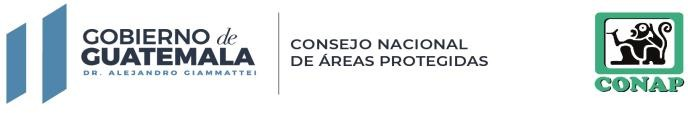 GOBIERNO de
GUATEMALA
DR. ALEJANDRO GIAMMATTEI
CONSEJO NACIONAL
DE ÁREAS PROTEGIDAS
CONAP